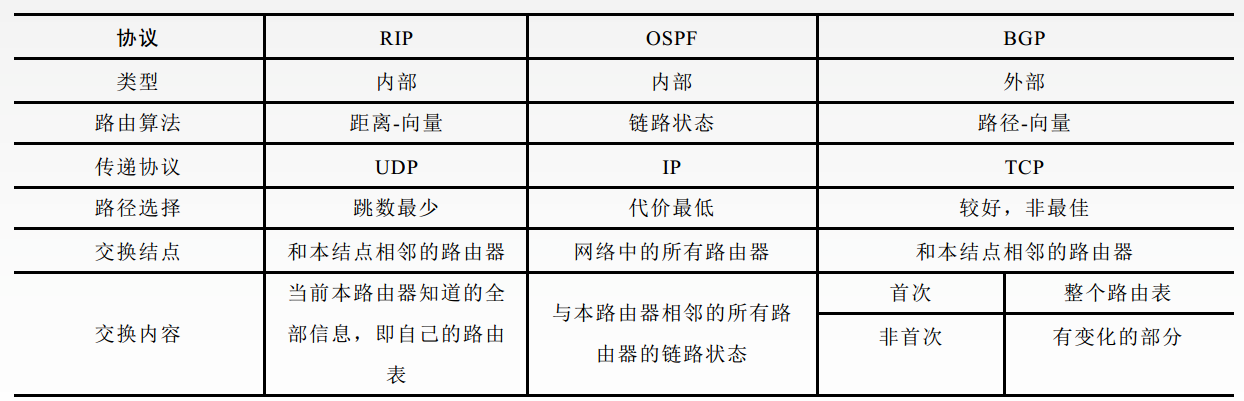 协议 RIP OSPF BGP
类型 内部 内部 外部
路由算法 距离-向量 链路状态 路径-向量
传递协议 UDP IP TCP
路径选择 跳数最少 代价最低 较好，非最佳
交换结点 和本结点相邻的路由器 网络中的所有路由器 和本结点相邻的路由器
交换内容
当前本路由器知道的全
部信息，即自己的路由
表
与本路由器相邻的所有路
由器的链路状态
首次 整个路由表
非首次 有变化的部分